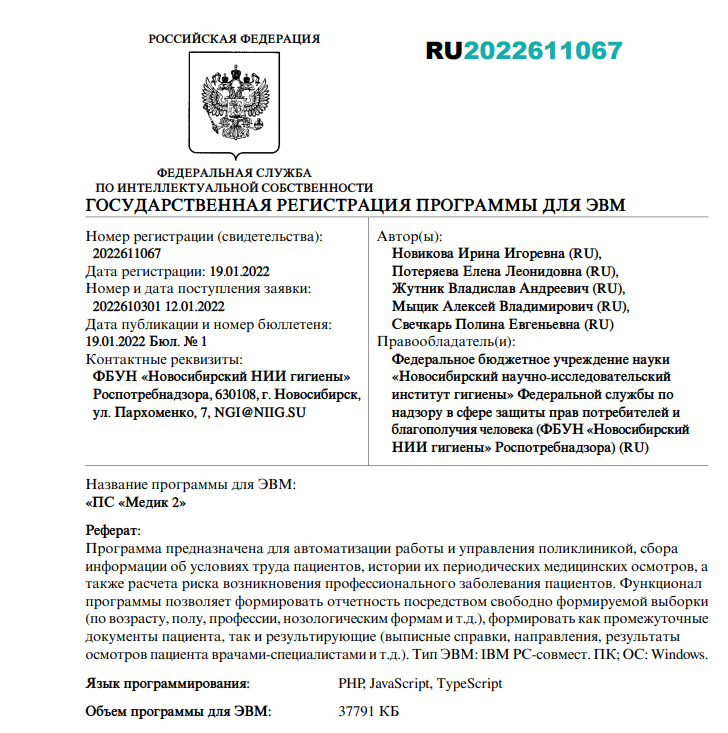 РОССИЙСКАЯ ФЕДЕРАЦИЯ
RU2022611067
ФЕДЕРАЛЬНАЯ СЛУЖБА
ПО ИНТЕЛЛЕКТУАЛЬНОЙ СОБСТВЕННОСТИ
ГОСУДАРСТВЕННАЯ РЕГИСТРАЦИЯ ПРОГРАММЫ ДЛЯ ЭВМ
Номер регистрации (свидетельства):
2022611067
Дата регистрации: 19.01.2022
Номер и дата поступления заявки:
2022610301 12.01.2022
Дата публикации и номер бюллетеня:
19.01.2022 Бюл. № 1
Контактные реквизиты:
ФБУН «Новосибирский НИИ гигиены»
Роспотребнадзора, 630108, г. Новосибирск,
ул. Пархоменко, 7, NGI@NIIG.SU
Автор(ы):
Новикова Ирина Игоревна (RU),
Потеряева Елена Леонидовна (RU),
Жутник Владислав Андреевич (RU),
Мыцик Алексей Владимирович (RU),
Свечкарь Полина Евгеньевна (RU)
Правообладатель(и):
Федеральное бюджетное учреждение науки
«Новосибирский научно-исследовательский
институт гигиены» Федеральной службы по
надзору в сфере защиты прав потребителей и
благополучия человека (ФБУН «Новосибирский
НИИ гигиены» Роспотребнадзора) (RU)
Название программы для ЭВМ:
«ПС «Медик 2»
Реферат:
Программа предназначена для автоматизации работы и управления поликлиникой, сбора
информации об условиях труда пациентов, истории их периодических медицинских осмотров, а
также расчета риска возникновения профессионального заболевания пациентов. Функционал
программы позволяет формировать отчетность посредством свободно формируемой выборки
(по возрасту, полу, профессии, нозологическим формам и т.д.), формировать как промежуточные
документы пациента, так и результирующие (выписные справки, направления, результаты
осмотров пациента врачами-специалистами и т.д.). Тип ЭВМ: IBM PC-совмест. ПК; ОС: Windows.
Язык программирования: PHP, JavaScript, TypeScript
Объем программы для ЭВМ: 37791 КБ